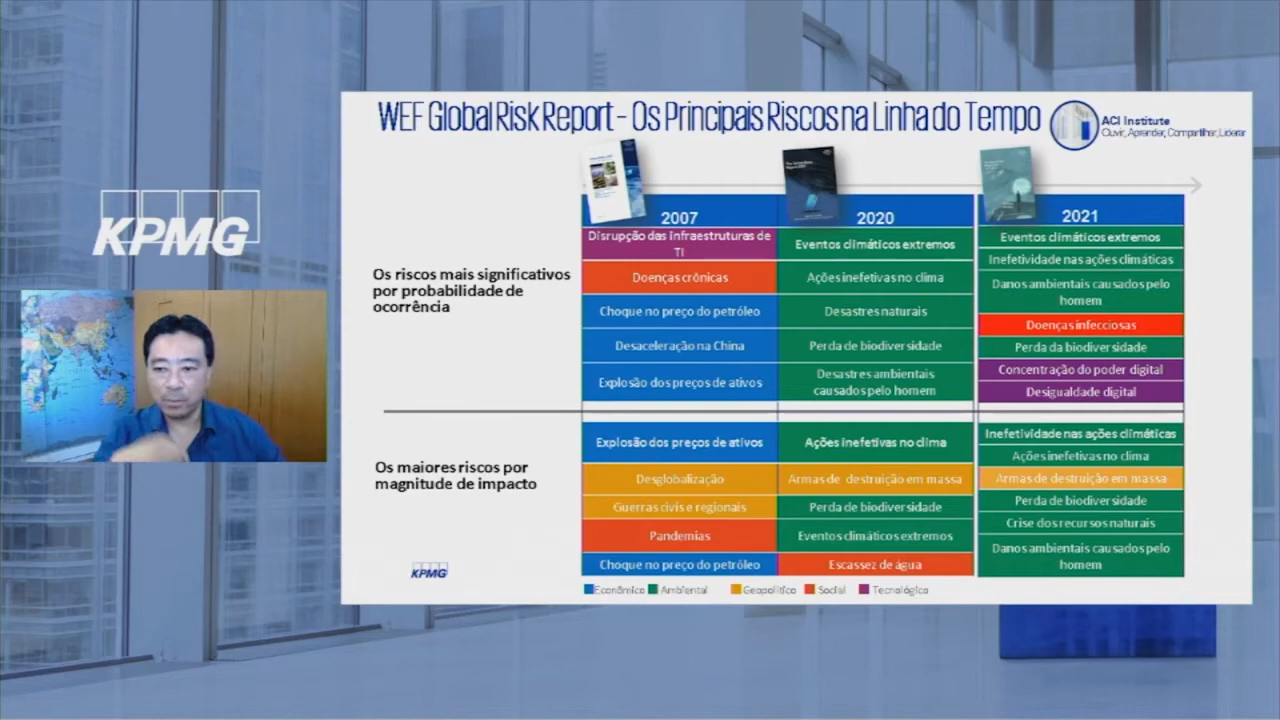 WEF Global Risk Report - Os Principais Riscos na Linha do Tempo
ACI Institute
Ouvir, Aprender, Compartilhar, Liderar
KPMG
2007
2020
2021
Os riscos mais significativos
por probabilidade de
ocorrência
Disrupção das infraestruturas de
TI
Doenças crônicas
Choque no preço do petróleo
Desaceleração na China
Explosão dos preços de ativos
Eventos climáticos extremos
Ações inefetivas no clima
Desastres naturais
Perda de biodiversidade
Desastres ambientais
causados pelo homem
Eventos climáticos extremos
Inefetividade nas ações climáticas
Danos ambientais causados pelo
homem
Doenças infecciosas
Perda da biodiversidade
Concentração do poder digital
Desigualdade digital
Os maiores riscos por
magnitude de impacto
Explosão dos preços de ativos
Desglobalização
Guerras civis e regionais
Pandemias
Choque no preço do petróleo
Ações inefetivas no clima
Armas de destruição em massa
Perda de biodiversidade
Eventos climáticos extremos
Escassez de água
Inefetividade nas ações climáticas
Ações inefetivas no clima
Armas de destruição em massa
Perda de biodiversidade
Crise dos recursos naturais
Danos ambientais causados pelo
homem
KPMG
Econômico Ambiental Geopolítico Social Tecnológico